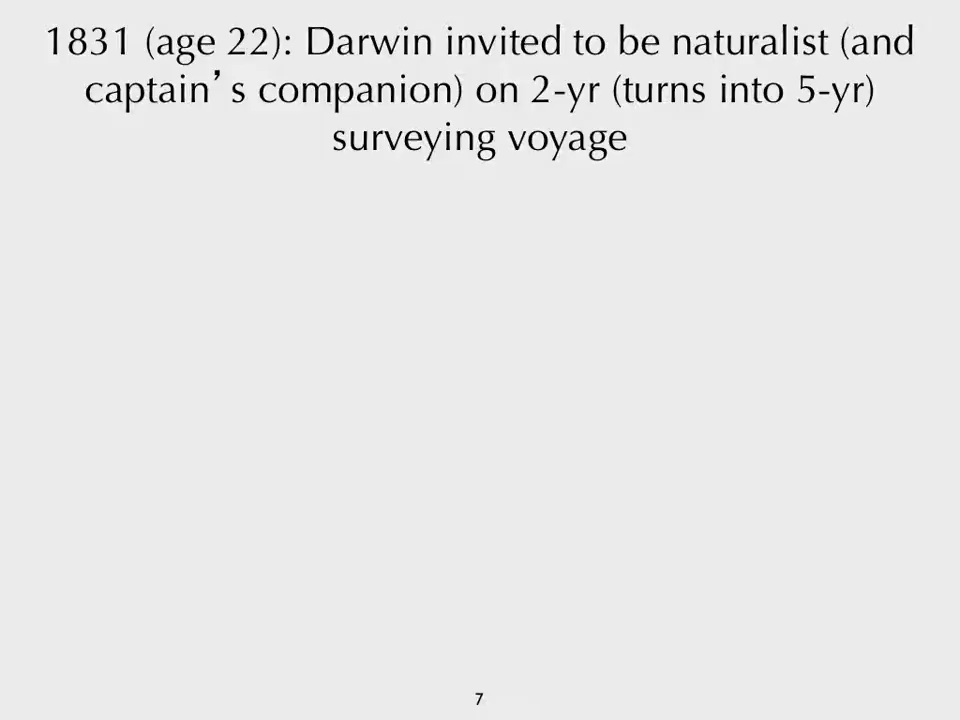 1831 (age 22): Darwin invited to be naturalist (and
captain’s companion) on 2-yr (turns into 5-yr)
surveying voyage
7